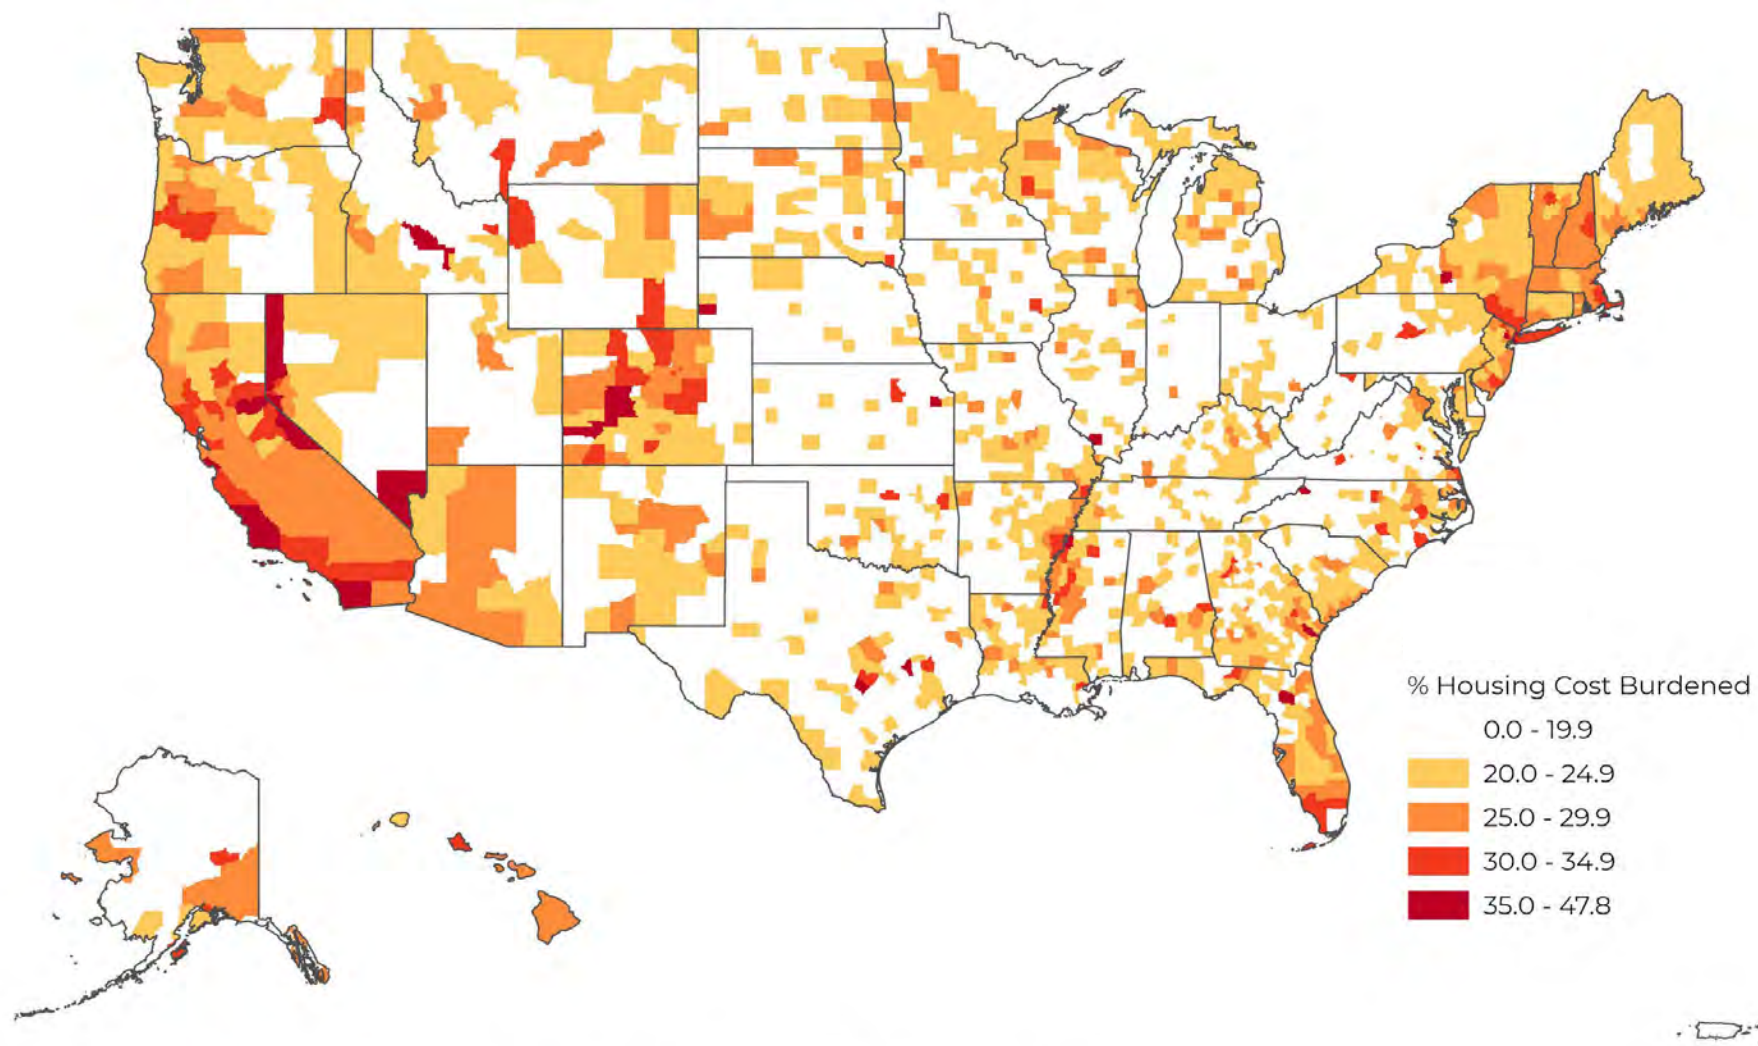 % Housing Cost Burdened
0.0 - 19.9
20.0 - 24.9
25.0 - 29.9
30.0 - 34.9
35.0 - 47.8